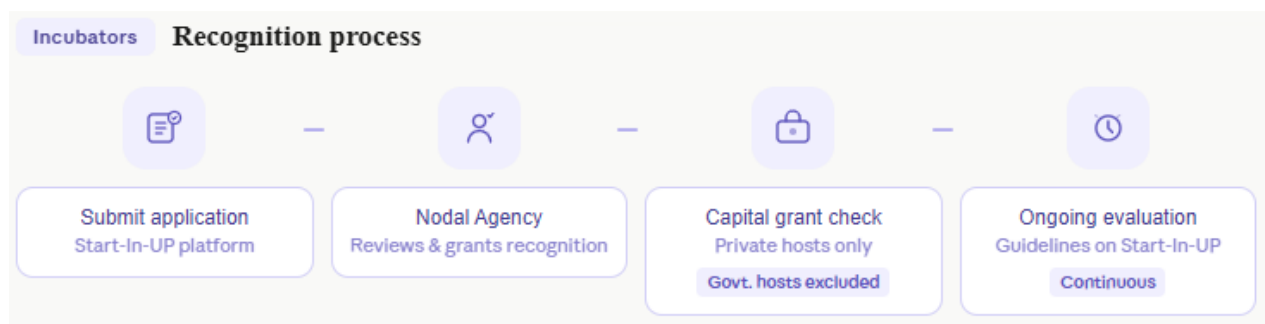 Incubators Recognition process
Submit application
Start-In-UP platform
Nodal Agency
Reviews & grants recognition
Capital grant check
Private hosts only
Govt. hosts excluded
Ongoing evaluation
Guidelines on Start-In-UP
Continuous